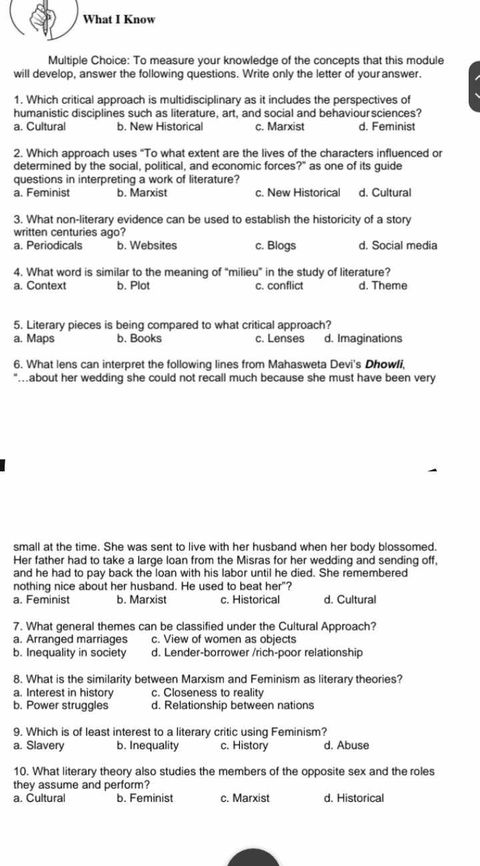 What I Know
Multiple Choice: To measure your knowledge of the concepts that this module
will develop, answer the following questions. Write only the letter of your answer.
1. Which critical approach is multidisciplinary as it includes the perspectives of
humanistic disciplines such as literature, art, and social and behaviour sciences?
a. Cultural b. New Historical c. Marxist d. Feminist
2. Which approach uses “To what extent are the lives of the characters influenced or
determined by the social, political, and economic forces?” as one of its guide
questions in interpreting a work of literature?
a. Feminist b. Marxist c. New Historical d. Cultural
3. What non-literary evidence can be used to establish the historicity of a story
written centuries ago?
a. Periodicals b. Websites c. Blogs d. Social media
4. What word is similar to the meaning of “milieu” in the study of literature?
a. Context b. Plot c. conflict d. Theme
5. Literary pieces is being compared to what critical approach?
a. Maps b. Books c. Lenses d. Imaginations
6. What lens can interpret the following lines from Mahasweta Devi's Dhowli,
“…about her wedding she could not recall much because she must have been very
small at the time. She was sent to live with her husband when her body blossomed.
Her father had to take a large loan from the Misras for her wedding and sending off,
and he had to pay back the loan with his labor until he died. She remembered
nothing nice about her husband. He used to beat her”?
a. Feminist b. Marxist c. Historical d. Cultural
7. What general themes can be classified under the Cultural Approach?
a. Arranged marriages c. View of women as objects
b. Inequality in society d. Lender-borrower /rich-poor relationship
8. What is the similarity between Marxism and Feminism as literary theories?
a. Interest in history c. Closeness to reality
b. Power struggles d. Relationship between nations
9. Which is of least interest to a literary critic using Feminism?
a. Slavery b. Inequality c. History d. Abuse
10. What literary theory also studies the members of the opposite sex and the roles
they assume and perform?
a. Cultural b. Feminist c. Marxist d. Historical